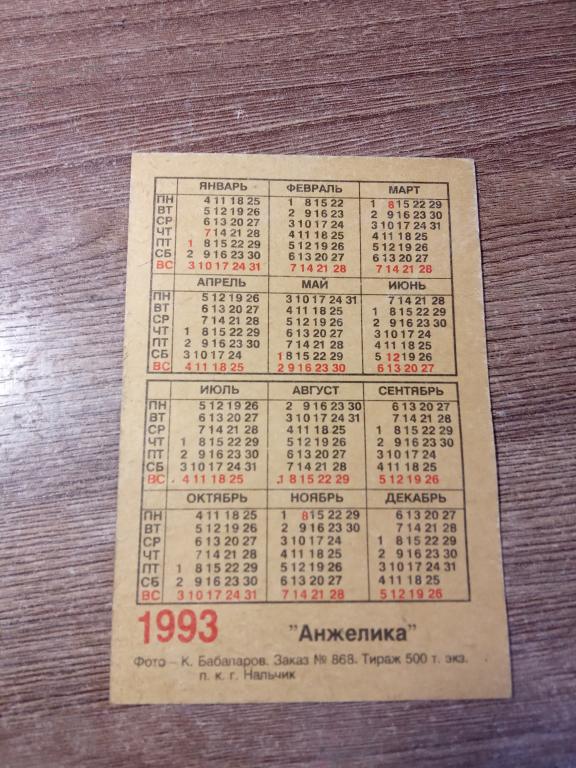 ЯНВАРЬ ФЕВРАЛЬ МАРТ
ПН 4 11 18 25 1 8 15 22 1 8 15 22 29
ВТ 5 12 19 26 2 9 16 23 2 9 16 23 30
СР 6 13 20 27 3 10 17 24 3 10 17 24 31
ЧТ 7 14 21 28 4 11 18 25 4 11 18 25
ПТ 1 8 15 22 29 5 12 19 26 5 12 19 26
СБ 2 9 16 23 30 6 13 20 27 6 13 20 27
ВС 3 10 17 24 31 7 14 21 28 7 14 21 28
АПРЕЛЬ МАЙ ИЮНЬ
ПН 5 12 19 26 3 10 17 24 31 7 14 21 28
ВТ 6 13 20 27 4 11 18 25 1 8 15 22 29
СР 7 14 21 28 5 12 19 26 2 9 16 23 30
ЧТ 1 8 15 22 29 6 13 20 27 3 10 17 24
ПТ 2 9 16 23 30 7 14 21 28 4 11 18 25
СБ 3 10 17 24 1 8 15 22 29 5 12 19 26
ВС 4 11 18 25 2 9 16 23 30 6 13 20 27
ИЮЛЬ АВГУСТ СЕНТЯБРЬ
ПН 5 12 19 26 2 9 16 23 30 6 13 20 27
ВТ 6 13 20 27 3 10 17 24 31 7 14 21 28
СР 7 14 21 28 4 11 18 25 1 8 15 22 29
ЧТ 1 8 15 22 29 5 12 19 26 2 9 16 23 30
ПТ 2 9 16 23 30 6 13 20 27 3 10 17 24
СБ 3 10 17 24 31 7 14 21 28 4 11 18 25
ВС 4 11 18 25 1 8 15 22 29 5 12 19 26
ОКТЯБРЬ НОЯБРЬ ДЕКАБРЬ
ПН 4 11 18 25 1 8 15 22 29 6 13 20 27
ВТ 5 12 19 26 2 9 16 23 30 7 14 21 28
СР 6 13 20 27 3 10 17 24 1 8 15 22 29
ЧТ 7 14 21 28 4 11 18 25 2 9 16 23 30
ПТ 1 8 15 22 29 5 12 19 26 3 10 17 24 31
СБ 2 9 16 23 30 6 13 20 27 4 11 18 25
ВС 3 10 17 24 31 7 14 21 28 5 12 19 26
1993 "Анжелика"
Фото – К. Бабаларов. Заказ № 868. Тираж 500 т. экз.
п. к. г. Нальчик